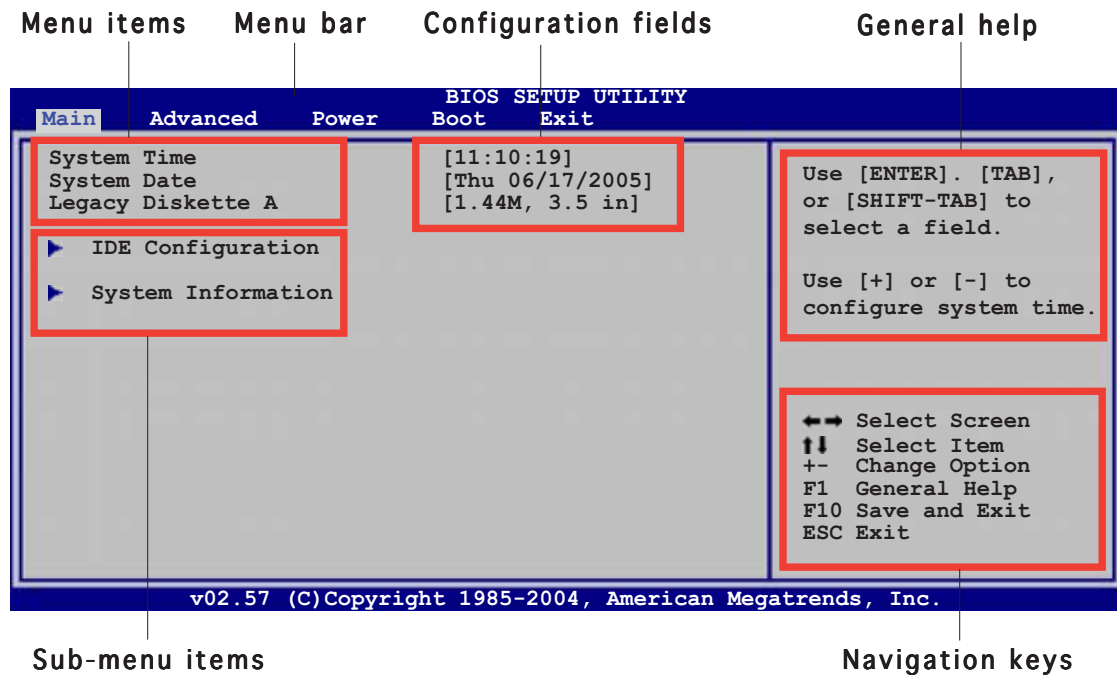 Menu items Menu bar Configuration fields General help
BIOS SETUP UTILITY
Main Advanced Power Boot Exit
System Time [11:10:19]
System Date [Thu 06/17/2005]
Legacy Diskette A [1.44M, 3.5 in]
IDE Configuration
System Information
Use [ENTER]. [TAB],
or [SHIFT-TAB] to
select a field.
Use [+] or [-] to
configure system time.
←→ Select Screen
↑↓ Select Item
+- Change Option
F1 General Help
F10 Save and Exit
ESC Exit
v02.57 (C)Copyright 1985-2004, American Megatrends, Inc.
Sub-menu items Navigation keys